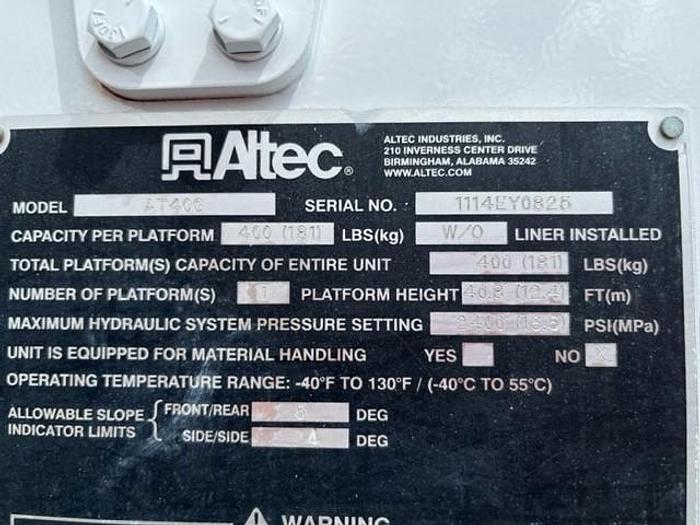 Altec®
ALTEC INDUSTRIES, INC.
210 INVERNESS CENTER DRIVE
BIRMINGHAM, ALABAMA 35242
WWW.ALTEC.COM
MODEL SERIAL NO. 1114EY0825
CAPACITY PER PLATFORM 400 (181) LBS(kg) W/O LINER INSTALLED
TOTAL PLATFORM(S) CAPACITY OF ENTIRE UNIT 400 (181) LBS(kg)
NUMBER OF PLATFORM(S) 1 PLATFORM HEIGHT 40.8 (12.4) FT(m)
MAXIMUM HYDRAULIC SYSTEM PRESSURE SETTING 2400 PSI(MPa)
UNIT IS EQUIPPED FOR MATERIAL HANDLING YES NO X
OPERATING TEMPERATURE RANGE: -40°F TO 130°F / (-40°C TO 55°C)
ALLOWABLE SLOPE INDICATOR LIMITS
FRONT/REAR DEG
SIDE/SIDE 4 DEG
WARNING